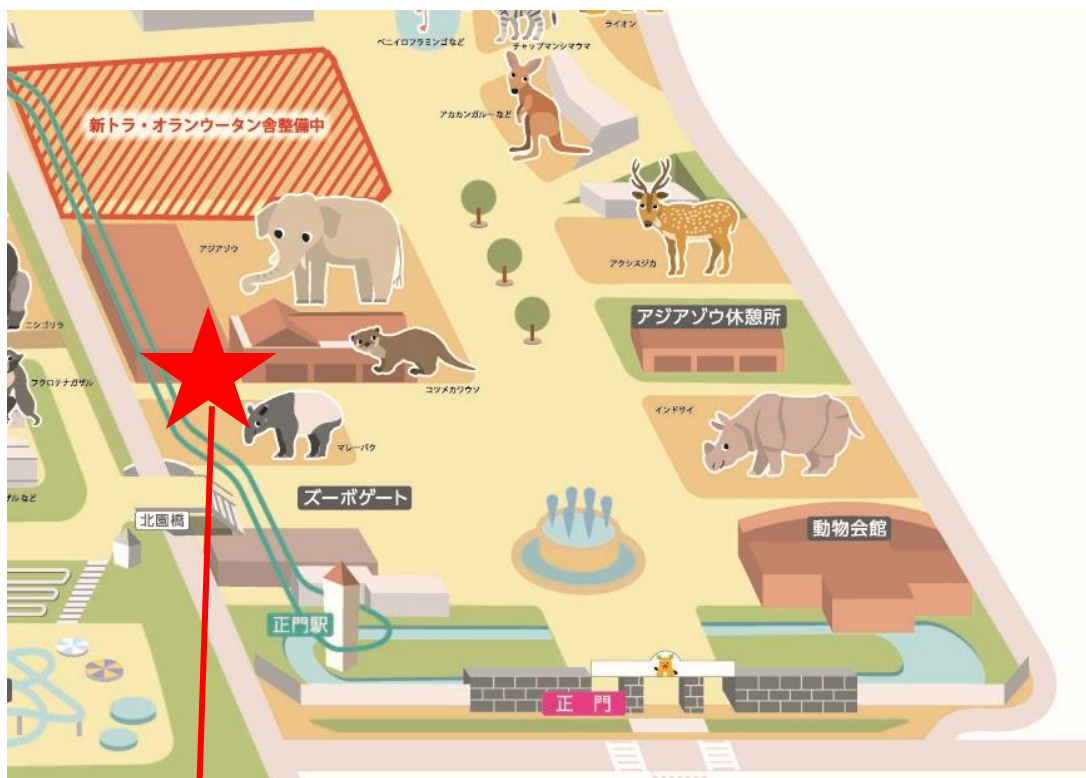 ライオン
ベニイロフラミンゴなど
チャップマンシマウマ
アカカンガルーなど
新トラ・オランウータン舎整備中
アジアゾウ
アクシスジカ
アジアゾウ休憩所
ニシゴリラ
フクロテナガザル
コツメカワウソ
インドサイ
マレーバク
ズーボゲート
ザルなど
北園橋
動物会館
正門駅
正門